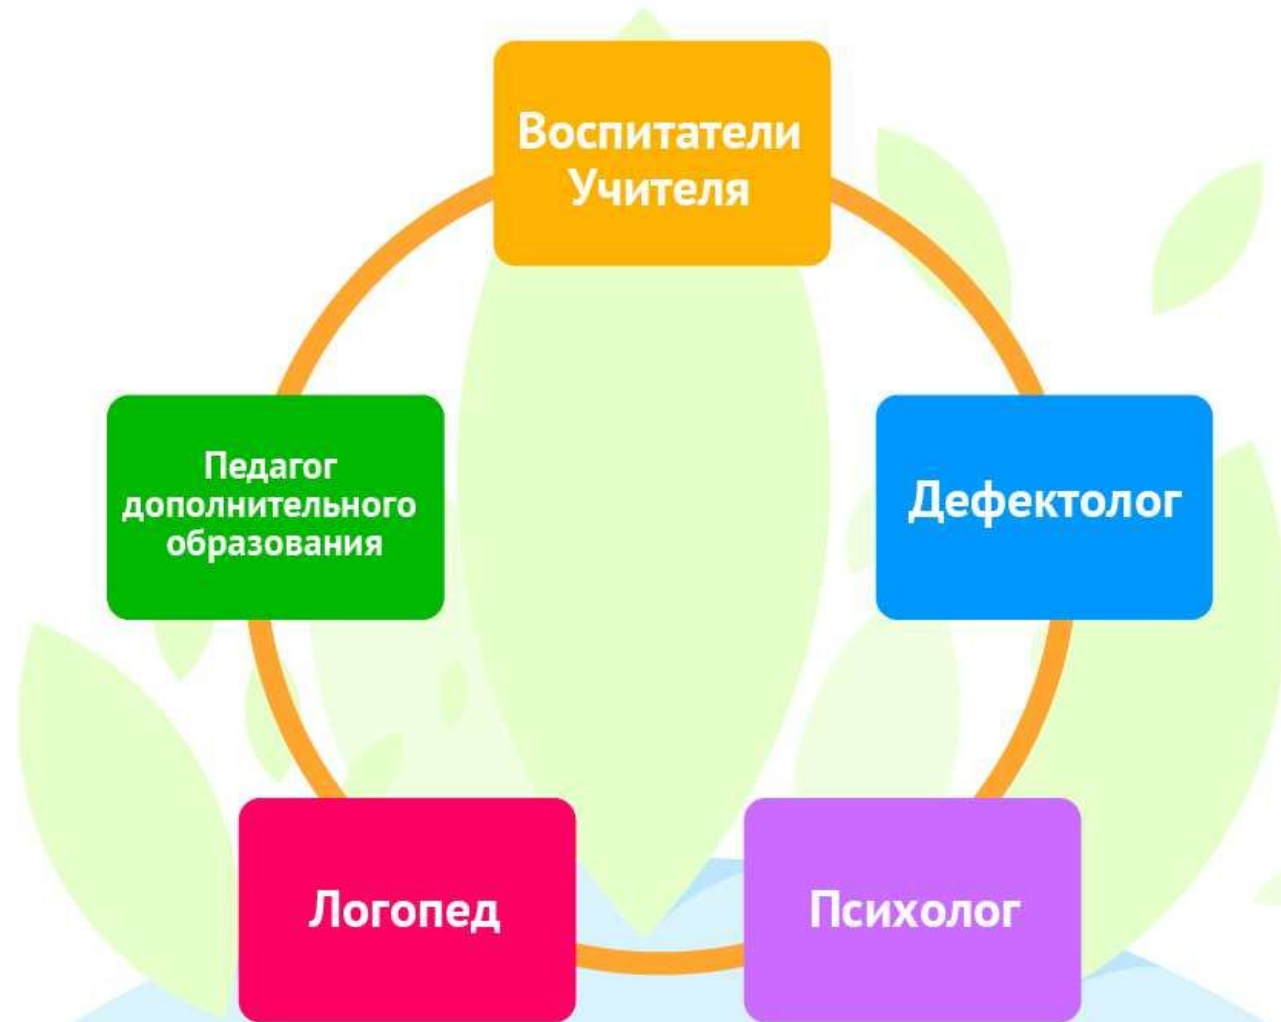 Воспитатели
Учителя
Педагог
дополнительного
образования
Дефектолог
Логопед
Психолог